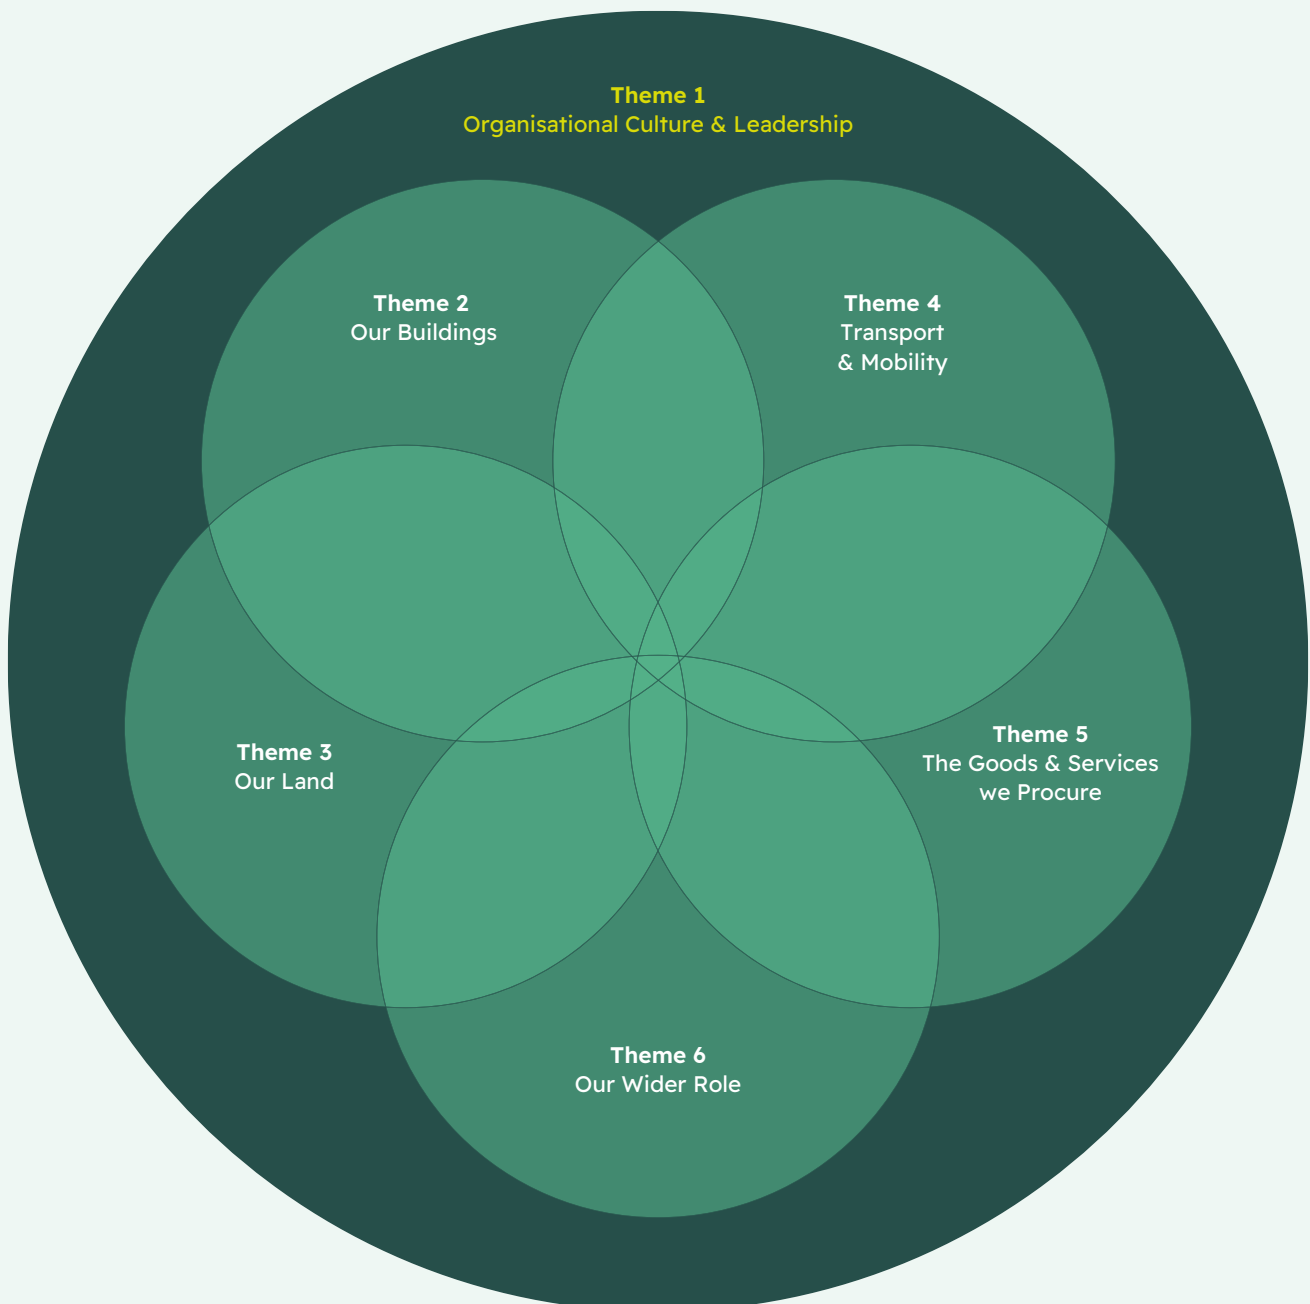 Theme 1
Organisational Culture & Leadership
Theme 2
Our Buildings
Theme 4
Transport
& Mobility
Theme 3
Our Land
Theme 5
The Goods & Services
we Procure
Theme 6
Our Wider Role